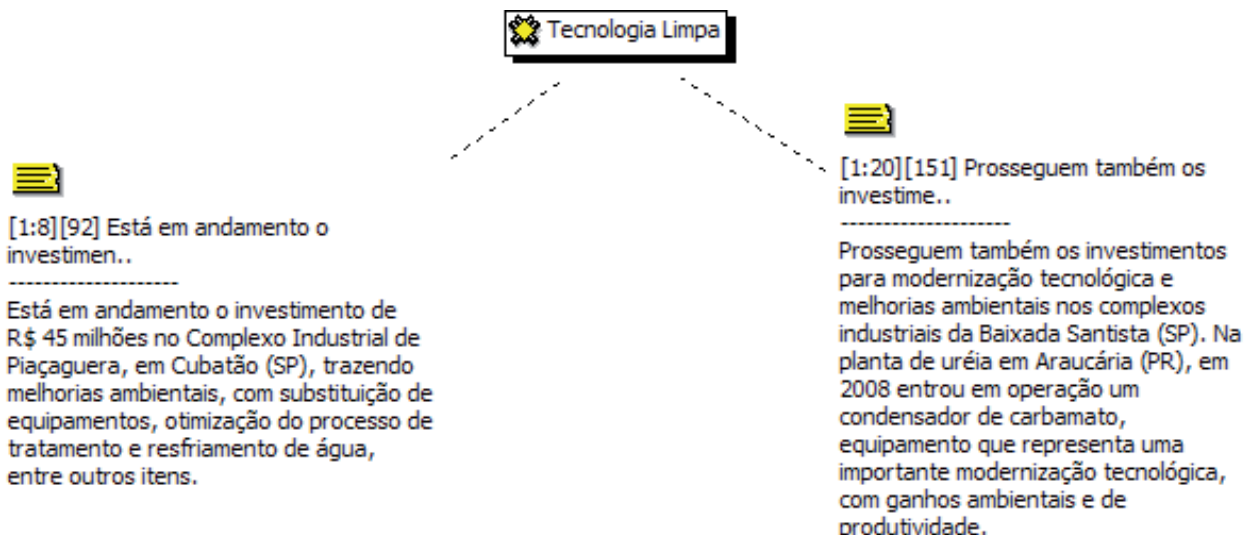 Tecnologia Limpa
[1:8][92] Está em andamento o
investimen..
--------------------
Está em andamento o investimento de
R$ 45 milhões no Complexo Industrial de
Piaçaguera, em Cubatão (SP), trazendo
melhorias ambientais, com substituição de
equipamentos, otimização do processo de
tratamento e resfriamento de água,
entre outros itens.
[1:20][151] Prosseguem também os
investime..
--------------------
Prosseguem também os investimentos
para modernização tecnológica e
melhorias ambientais nos complexos
industriais da Baixada Santista (SP). Na
planta de uréia em Araucária (PR), em
2008 entrou em operação um
condensador de carbamato,
equipamento que representa uma
importante modernização tecnológica,
com ganhos ambientais e de
produtividade.